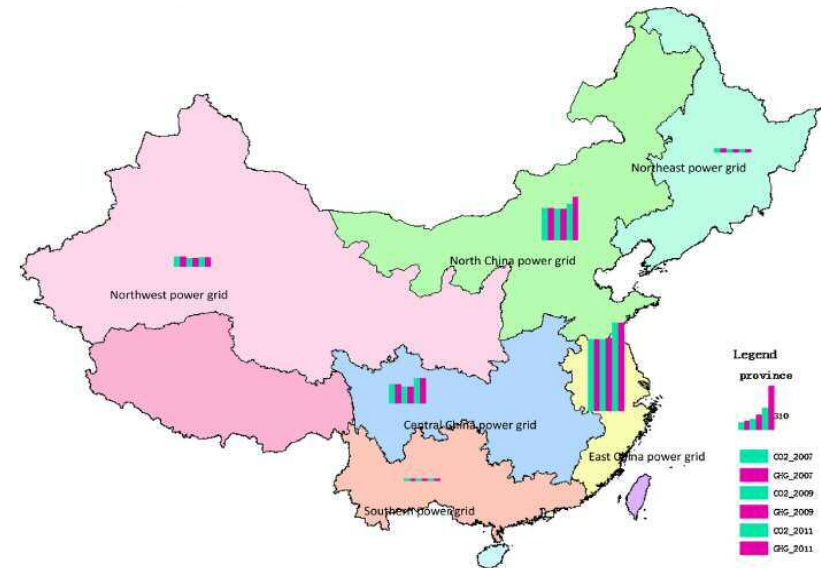 Northeast power grid
North China power grid
Northwest power grid
Central China power grid
East China power grid
Southern power grid
Legend
province
310
CO2_2007
GHG_2007
CO2_2009
GHG_2009
CO2_2011
GHG_2011